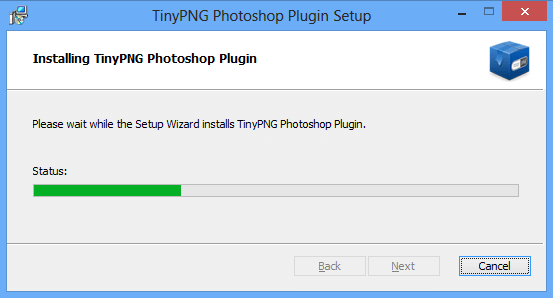 TinyPNG Photoshop Plugin Setup
Installing TinyPNG Photoshop Plugin
Please wait while the Setup Wizard installs TinyPNG Photoshop Plugin.
Status:
Back Next Cancel